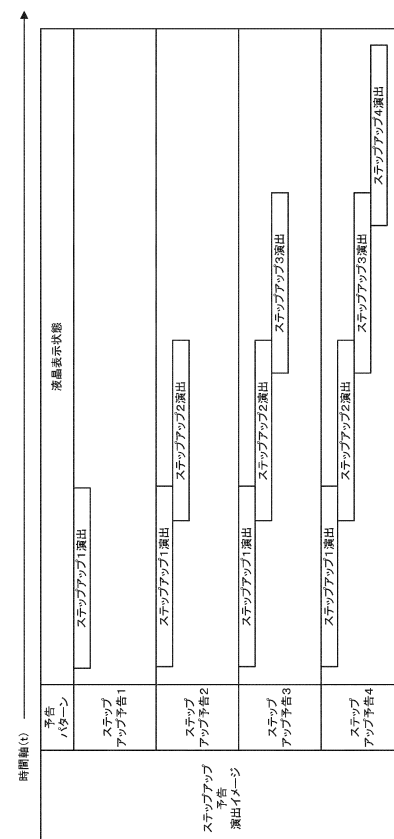 時間軸(t)
ステップアップ
予告
演出イメージ
予告
パターン
液晶表示状態
ステップ
アップ予告1
ステップアップ1演出
ステップ
アップ予告2
ステップアップ1演出
ステップアップ2演出
ステップ
アップ予告3
ステップアップ1演出
ステップアップ2演出
ステップアップ3演出
ステップ
アップ予告4
ステップアップ1演出
ステップアップ2演出
ステップアップ3演出
ステップアップ4演出